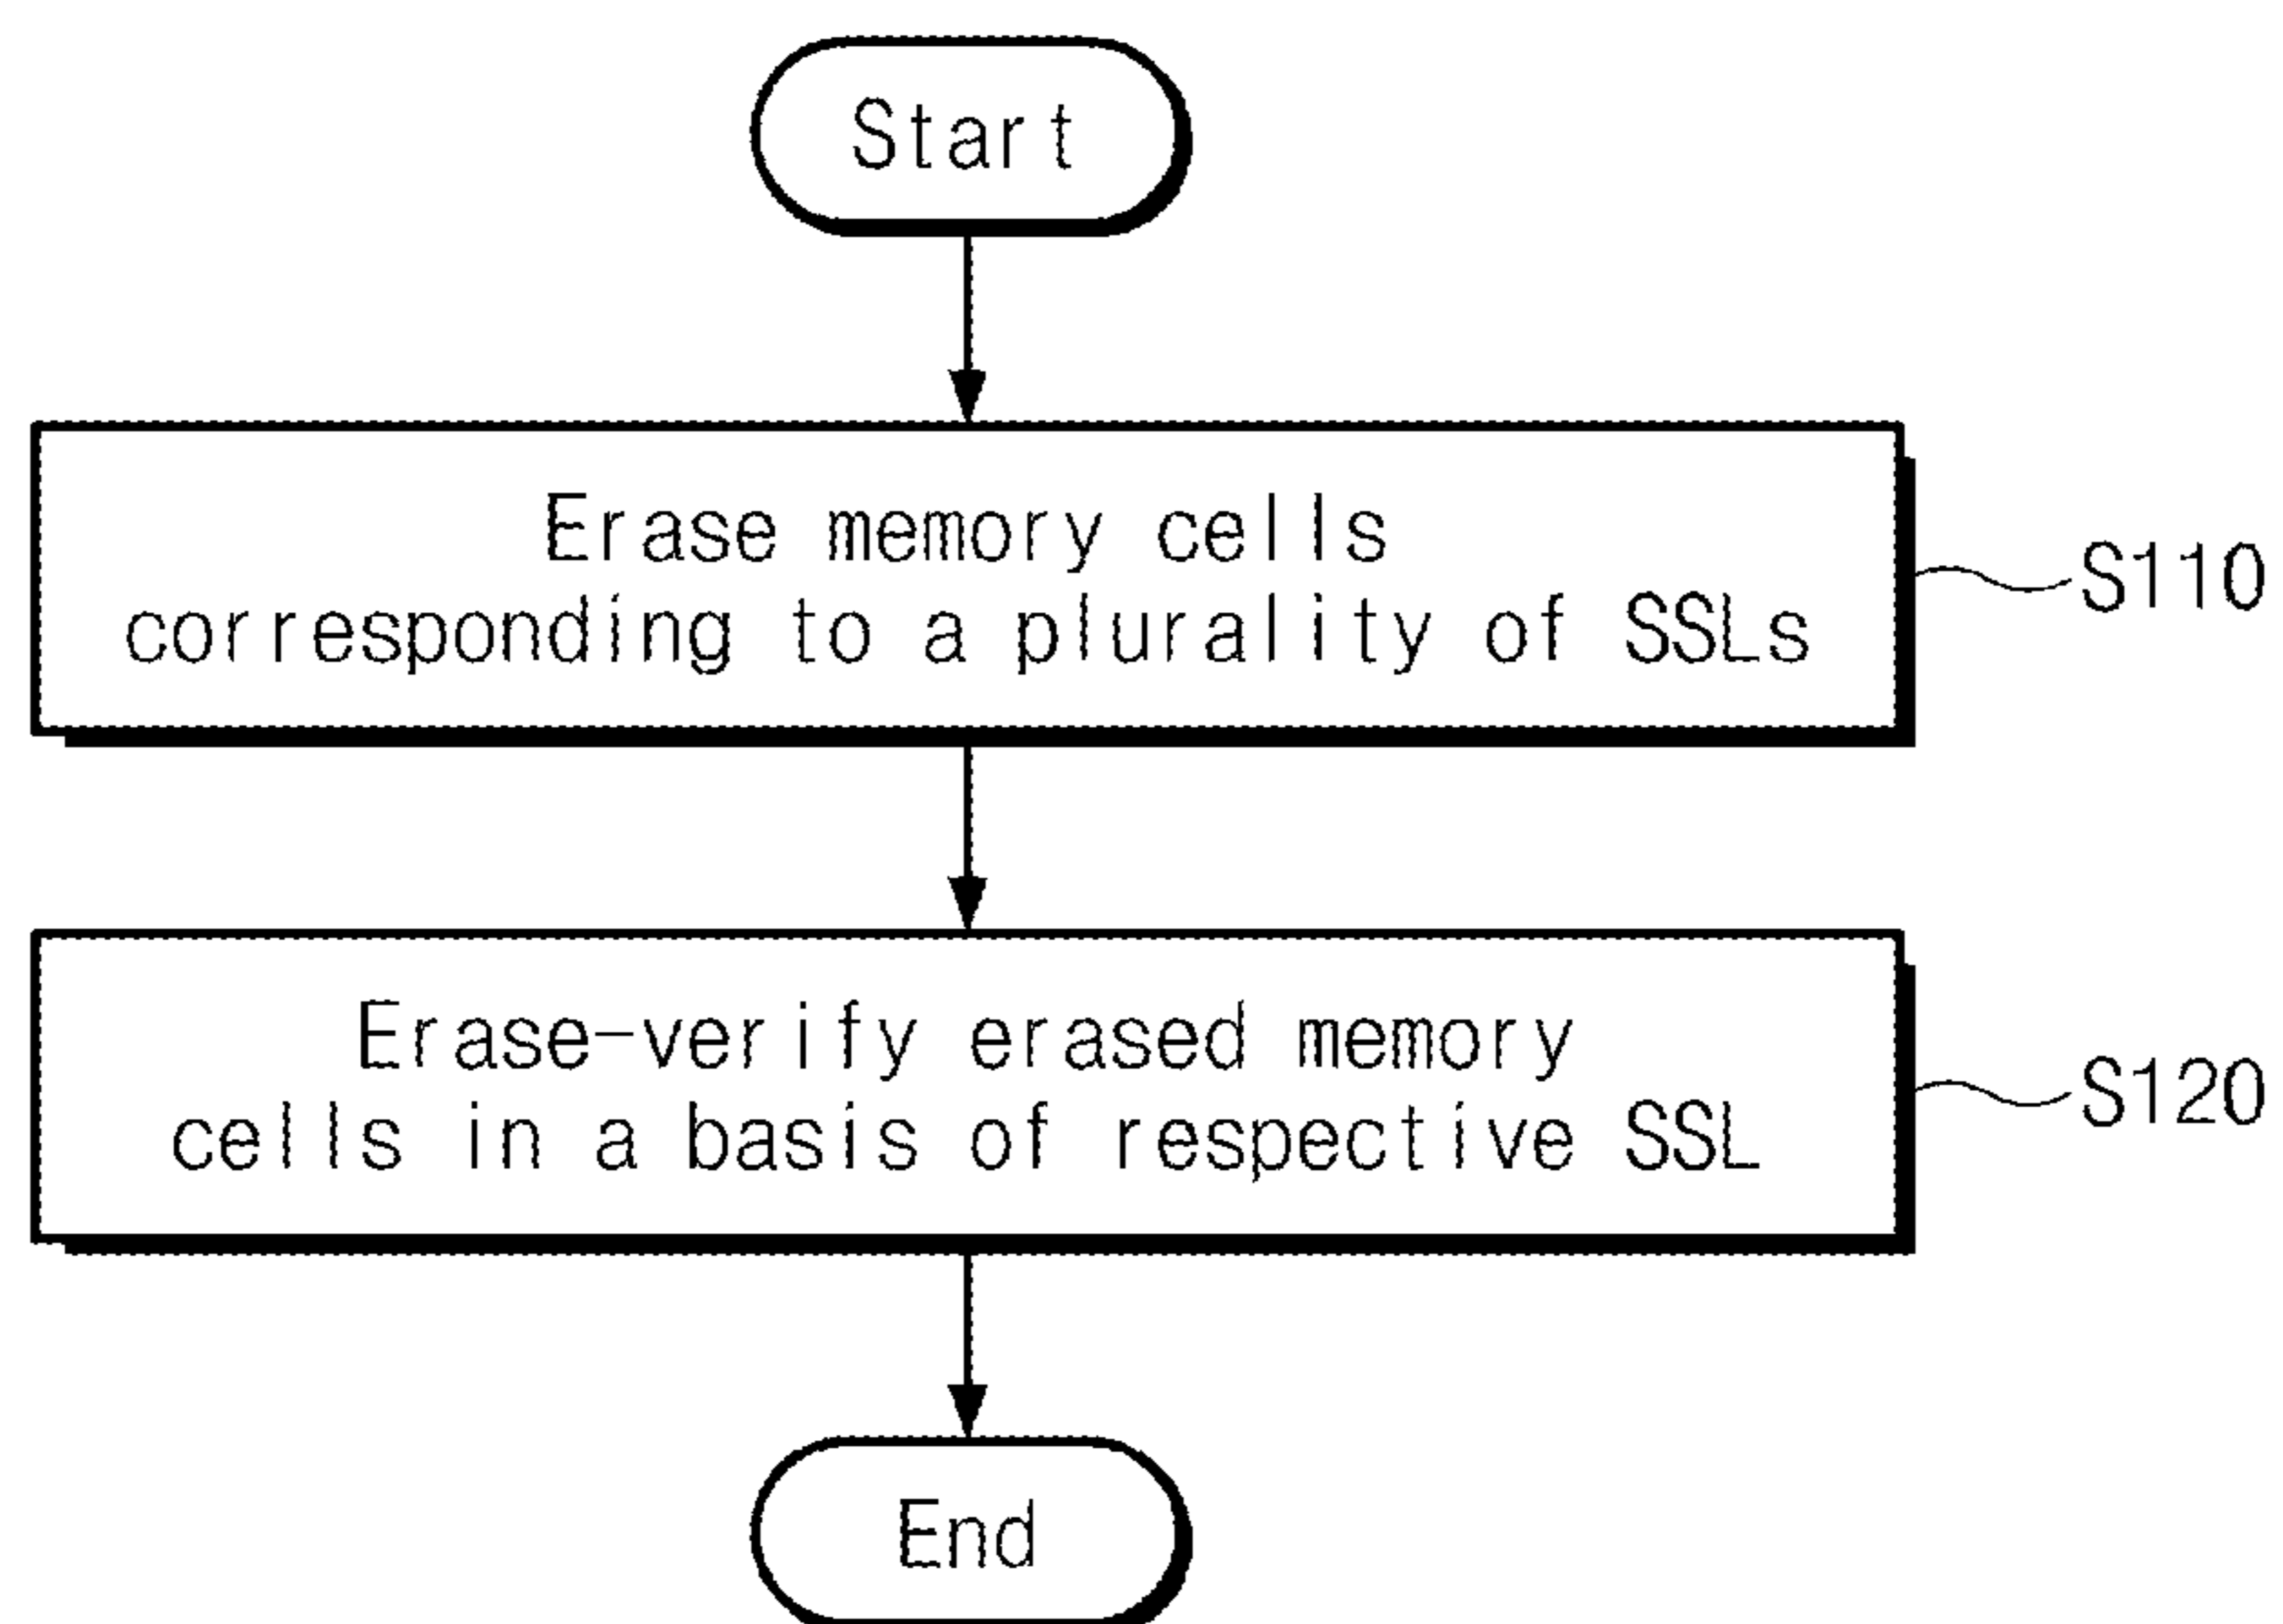 Start
Erase memory cells
corresponding to a plurality of SSLs
S110
Erase-verify erased memory
cells in a basis of respective SSL
S120
End